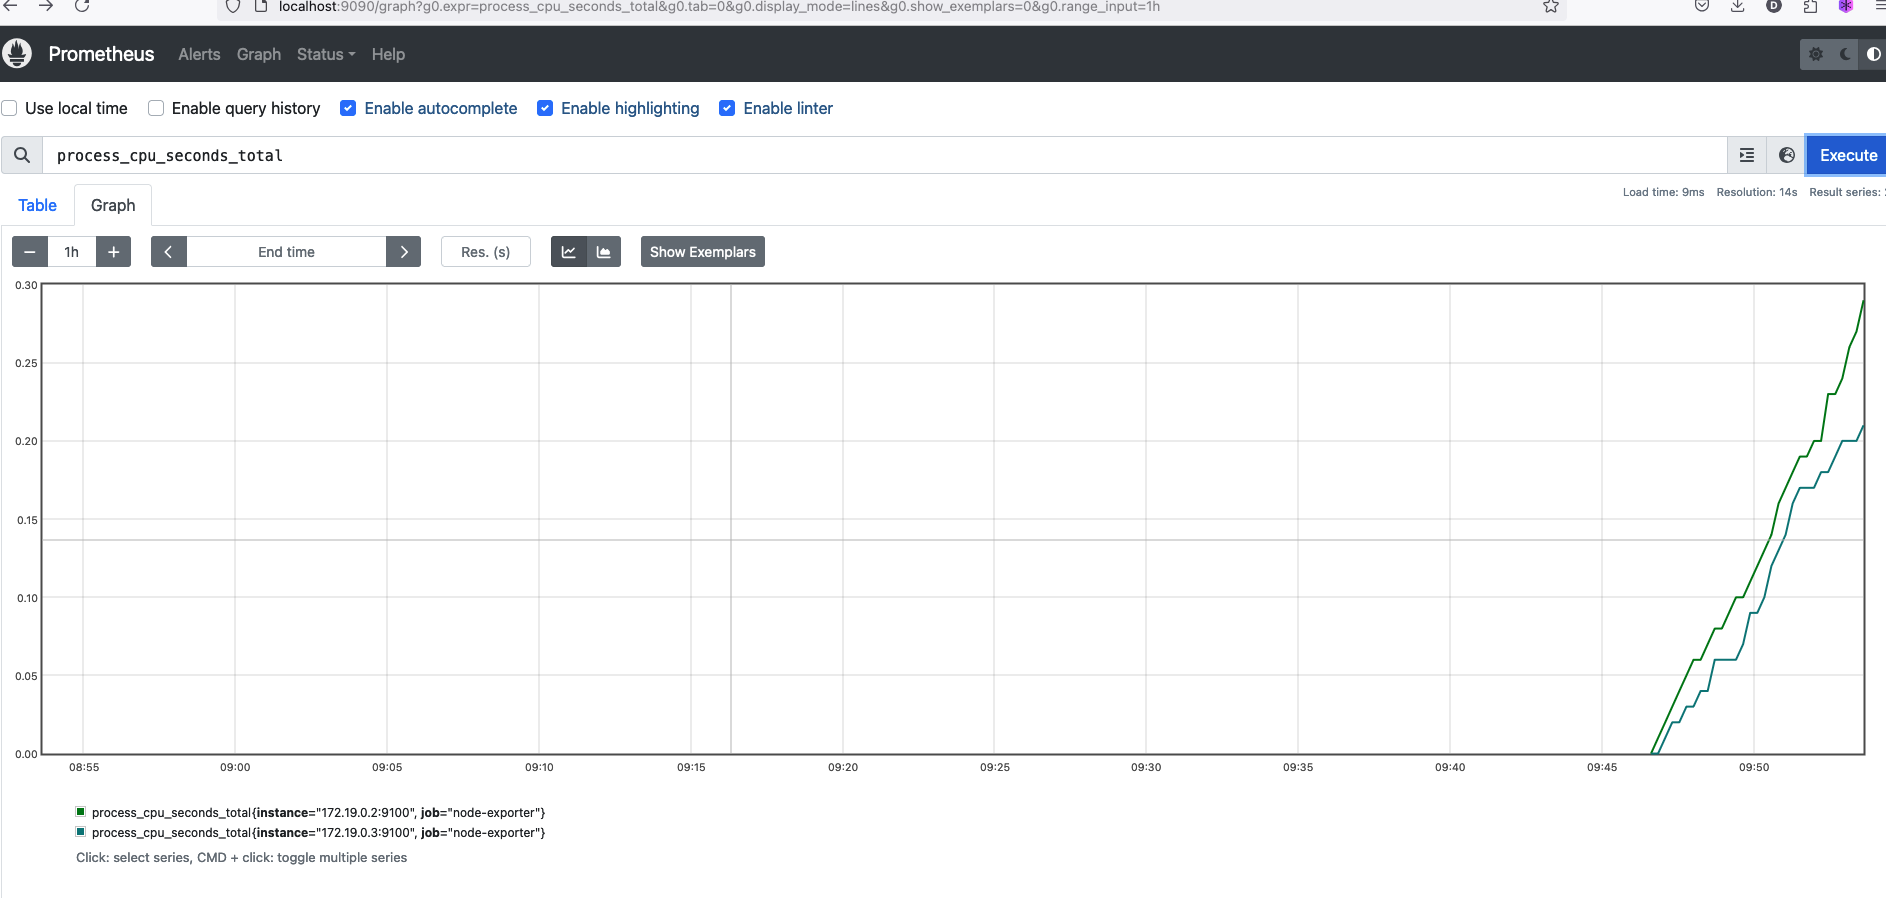 localhost:9090/graph?g0.expr=process_cpu_seconds_total&g0.tab=0&g0.display_mode=lines&g0.show_exemplars=0&g0.range_input=1h
D
Prometheus Alerts Graph Status Help
Use local time Enable query history Enable autocomplete Enable highlighting Enable linter
process_cpu_seconds_total Execute
Load time: 9ms Resolution: 14s Result series:
Table Graph
− 1h + < End time > Res. (s) Show Exemplars
0.30
0.25
0.20
0.15
0.10
0.05
0.00
08:55 09:00 09:05 09:10 09:15 09:20 09:25 09:30 09:35 09:40 09:45 09:50
process_cpu_seconds_total{instance="172.19.0.2:9100", job="node-exporter"}
process_cpu_seconds_total{instance="172.19.0.3:9100", job="node-exporter"}
Click: select series, CMD + click: toggle multiple series